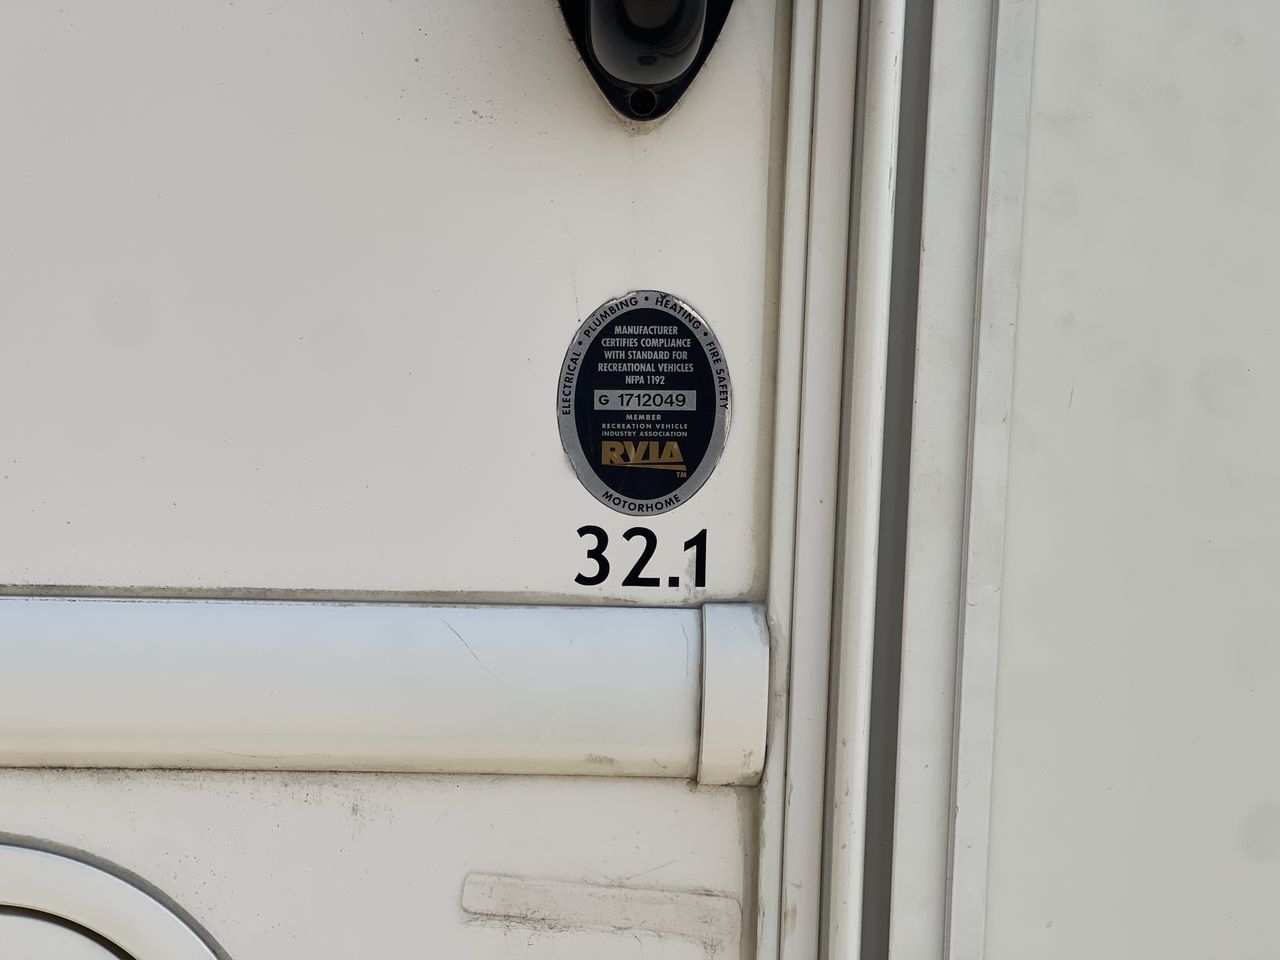 ELECTRICAL • PLUMBING • HEATING • FIRE SAFETY
MANUFACTURER
CERTIFIES COMPLIANCE
WITH STANDARD FOR
RECREATIONAL VEHICLES
NFPA 1192
G 1712049
MEMBER
RECREATION VEHICLE
INDUSTRY ASSOCIATION
RVIA
TM
MOTORHOME
32.1